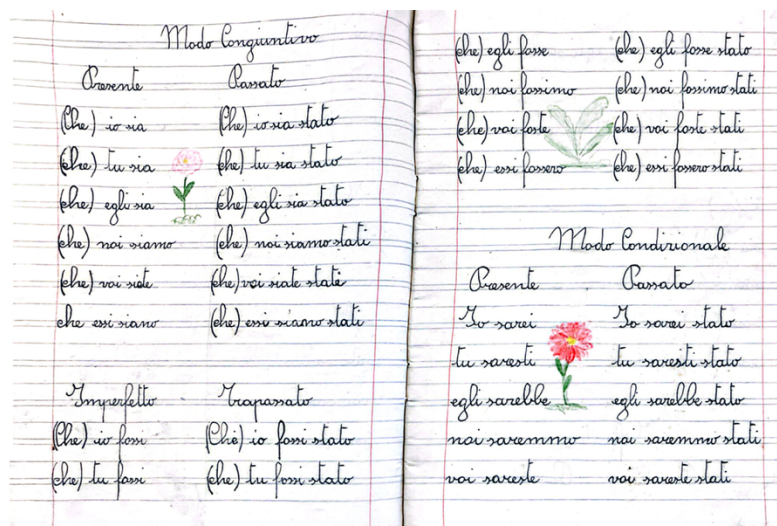 Modo Congiuntivo
Presente Passato
(Che) io sia (Che) io sia stato
(che) tu sia (che) tu sia stato
(che) egli sia (che) egli sia stato
(che) noi siamo (che) noi siamo stati
(che) voi siate (che) voi siate stati
che essi siano (che) essi siano stati
Imperfetto Trapassato
(Che) io fossi (Che) io fossi stato
(che) tu fossi (che) tu fossi stato
(che) egli fosse (che) egli fosse stato
(che) noi fossimo (che) noi fossimo stati
(che) voi foste (che) voi foste stati
(che) essi fossero (che) essi fossero stati
Modo Condizionale
Presente Passato
Io sarei Io sarei stato
tu saresti tu saresti stato
egli sarebbe egli sarebbe stato
noi saremmo noi saremmo stati
voi sareste voi sareste stati